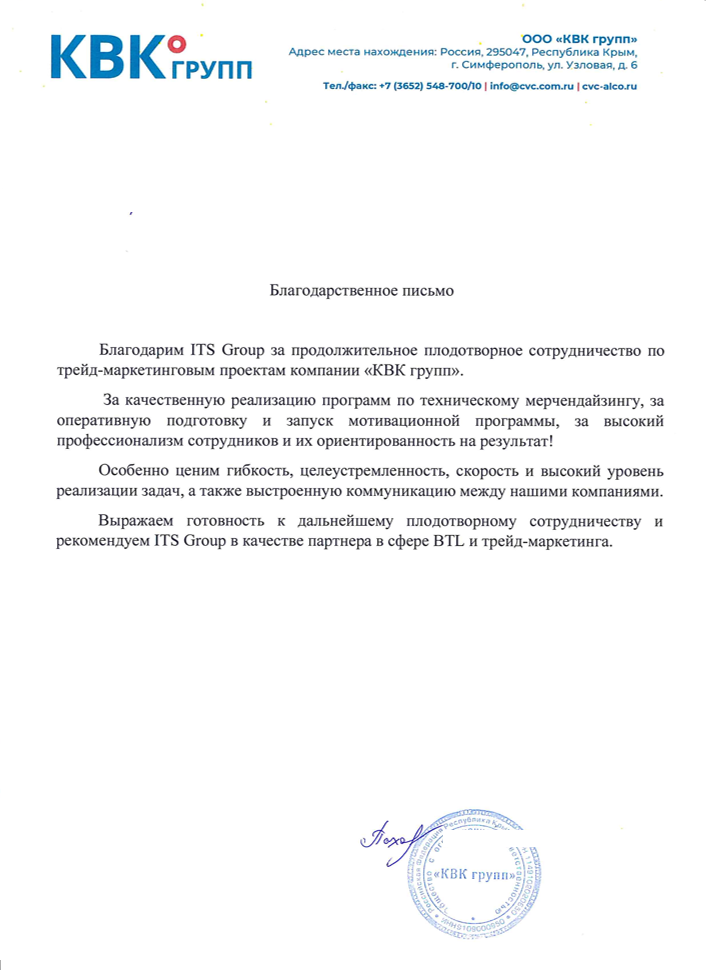 КВК ГРУПП
ООО «КВК групп»
Адрес места нахождения: Россия, 295047, Республика Крым,
г. Симферополь, ул. Узловая, д. 6
Тел./факс: +7 (3652) 548-700/10 | info@cvc.com.ru | cvc-alco.ru
Благодарственное письмо
Благодарим ITS Group за продолжительное плодотворное сотрудничество по
трейд-маркетинговым проектам компании «КВК групп».
За качественную реализацию программ по техническому мерчендайзингу, за
оперативную подготовку и запуск мотивационной программы, за высокий
профессионализм сотрудников и их ориентированность на результат!
Особенно ценим гибкость, целеустремленность, скорость и высокий уровень
реализации задач, а также выстроенную коммуникацию между нашими компаниями.
Выражаем готовность к дальнейшему плодотворному сотрудничеству и
рекомендуем ITS Group в качестве партнера в сфере BTL и трейд-маркетинга.
Российская Федерация Республика
«КВК групп»